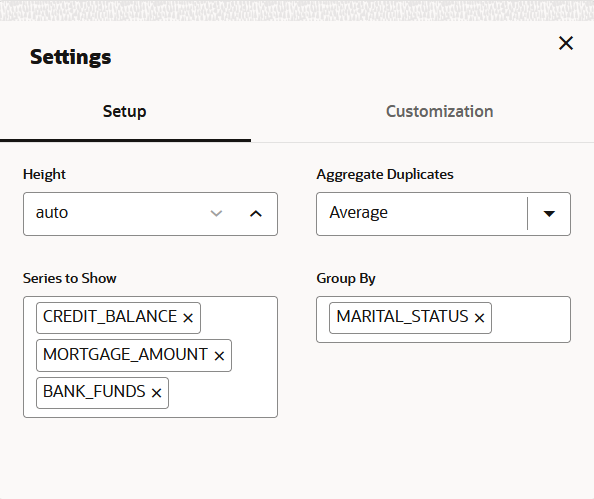 Settings
Setup
Customization
Height
Aggregate Duplicates
auto
Average
Series to Show
Group By
CREDIT_BALANCE
MARITAL_STATUS
MORTGAGE_AMOUNT
BANK_FUNDS